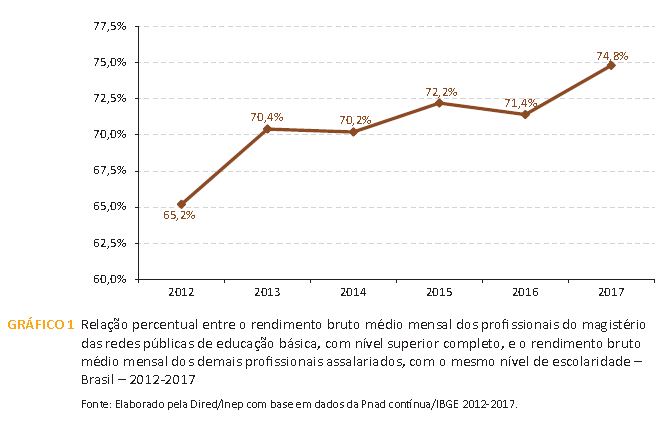 77,5%
75,0%
72,5%
70,0%
67,5%
65,0%
62,5%
60,0%
65,2%
70,4%
70,2%
72,2%
71,4%
74,8%
2012 2013 2014 2015 2016 2017
GRÁFICO 1 Relação percentual entre o rendimento bruto médio mensal dos profissionais do magistério
das redes públicas de educação básica, com nível superior completo, e o rendimento bruto
médio mensal dos demais profissionais assalariados, com o mesmo nível de escolaridade –
Brasil – 2012-2017
Fonte: Elaborado pela Dired/Inep com base em dados da Pnad contínua/IBGE 2012-2017.